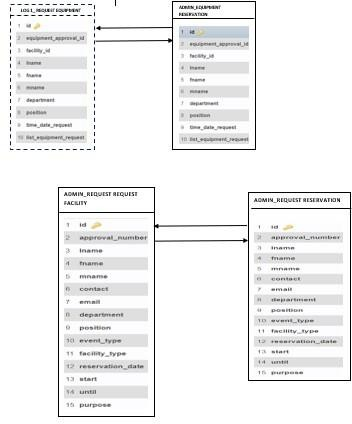 LOG1_REQUEST EQUIPMENT
1 id
2 equipment_approval_id
3 facility_id
4 lname
5 fname
6 mname
7 department
8 position
9 time_date_request
10 list_equipment_request
ADMIN_EQUIPMENT
RESERVATION
1 id
2 equipment_approval_id
3 facility_id
4 lname
5 fname
6 mname
7 department
8 position
9 time_date_request
10 list_equipment_request
ADMIN_REQUEST REQUEST
FACILITY
1 id
2 approval_number
3 lname
4 fname
5 mname
6 contact
7 email
8 department
9 position
10 event_type
11 facility_type
12 reservation_date
13 start
14 until
15 purpose
ADMIN_REQUEST RESERVATION
1 id
2 approval_number
3 lname
4 fname
5 mname
6 contact
7 email
8 department
9 position
10 event_type
11 facility_type
12 reservation_date
13 start
14 until
15 purpose